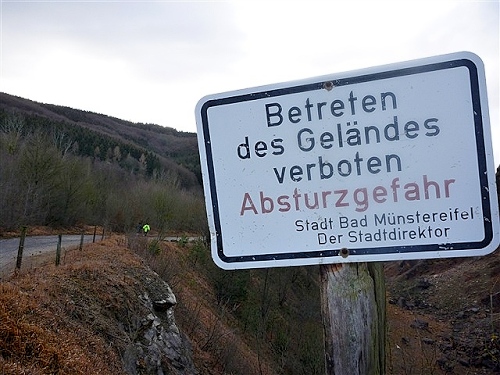 Betreten
des Geländes
verboten
Absturzgefahr
Stadt Bad Münstereifel
Der Stadtdirektor